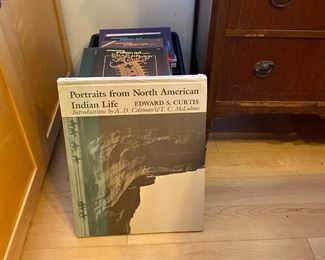 Portraits from North American
Indian Life EDWARD S. CURTIS
Introductions by A. D. Coleman & T. C. McLuhan